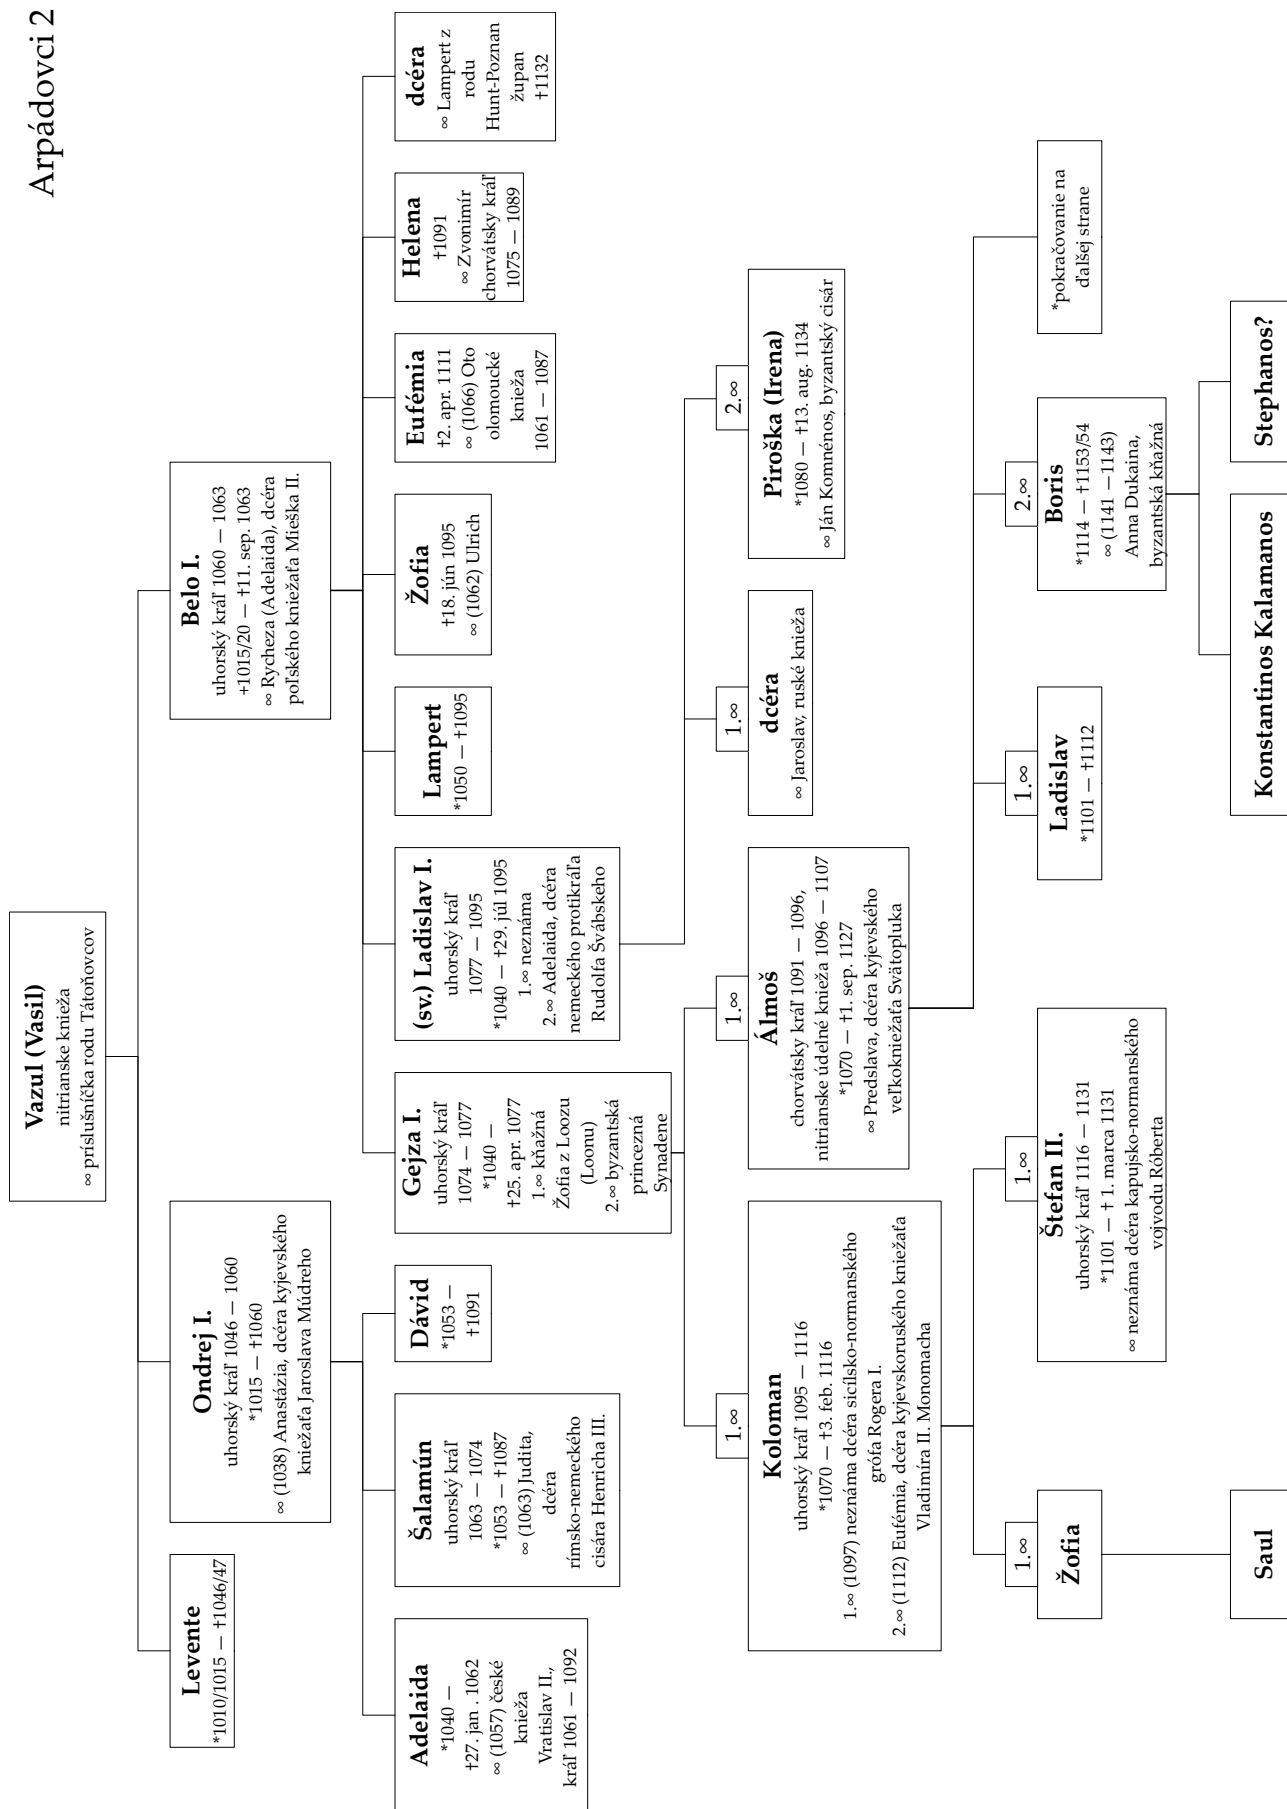 Arpádovci 2
Vazul (Vasil)
nitrianske knieža
∞ príslušníčka rodu Tátoňovcov
Levente
*1010/1015 — †1046/47
Ondrej I.
uhorský kráľ 1046 — 1060
*1015 — †1060
∞ (1038) Anastázia, dcéra kyjevského
kniežaťa Jaroslava Múdreho
Belo I.
uhorský kráľ 1060 — 1063
+1015/20 — †11. sep. 1063
∞ Rycheza (Adelaida), dcéra
poľského kniežaťa Mieška II.
Adelaida
*1040 —
†27. jan . 1062
∞ (1057) české
knieža
Vratislav II.,
kráľ 1061 — 1092
Šalamún
uhorský kráľ
1063 — 1074
*1053 — †1087
∞ (1063) Judita,
dcéra
rímsko-nemeckého
cisára Henricha III.
Dávid
*1053 —
†1091
Gejza I.
uhorský kráľ
1074 — 1077
*1040 —
†25. apr. 1077
1.∞ kňažná
Žofia z Loozu
(Loonu)
2.∞ byzantská
princezná
Synadene
(sv.) Ladislav I.
uhorský kráľ
1077 — 1095
*1040 — †29. júl 1095
1.∞ neznáma
2.∞ Adelaida, dcéra
nemeckého protikráľa
Rudolfa Švábskeho
Lampert
*1050 — †1095
Žofia
†18. jún 1095
∞ (1062) Ulrich
Eufémia
†2. apr. 1111
∞ (1066) Oto
olomoucké
knieža
1061 — 1087
Helena
†1091
∞ Zvonimír
chorvátsky kráľ
1075 — 1089
dcéra
∞ Lampert z
rodu
Hunt-Poznan
župan
†1132
1.∞
Koloman
uhorský kráľ 1095 — 1116
*1070 — †3. feb. 1116
1.∞ (1097) neznáma dcéra sicílsko-normanského
grófa Rogera I.
2.∞ (1112) Eufémia, dcéra kyjevskoruského kniežaťa
Vladimíra II. Monomacha
1.∞
Álmoš
chorvátsky kráľ 1091 — 1096,
nitrianske údelné knieža 1096 — 1107
*1070 — †1. sep. 1127
∞ Predslava, dcéra kyjevského
veľkokniežaťa Svätopluka
1.∞
dcéra
∞ Jaroslav, ruské knieža
2.∞
Piroška (Irena)
*1080 — †13. aug. 1134
∞ Ján Komnénos, byzantský cisár
1.∞
Žofia
1.∞
Štefan II.
uhorský kráľ 1116 — 1131
*1101 — † 1. marca 1131
∞ neznáma dcéra kapujsko-normanského
vojvodu Róberta
1.∞
Ladislav
*1101 — †1112
2.∞
Boris
*1114 — †1153/54
∞ (1141 —1143)
Anna Dukaina,
byzantská kňažná
*pokračovanie na
ďalšej strane
Saul
Konstantinos Kalamanos
Stephanos?